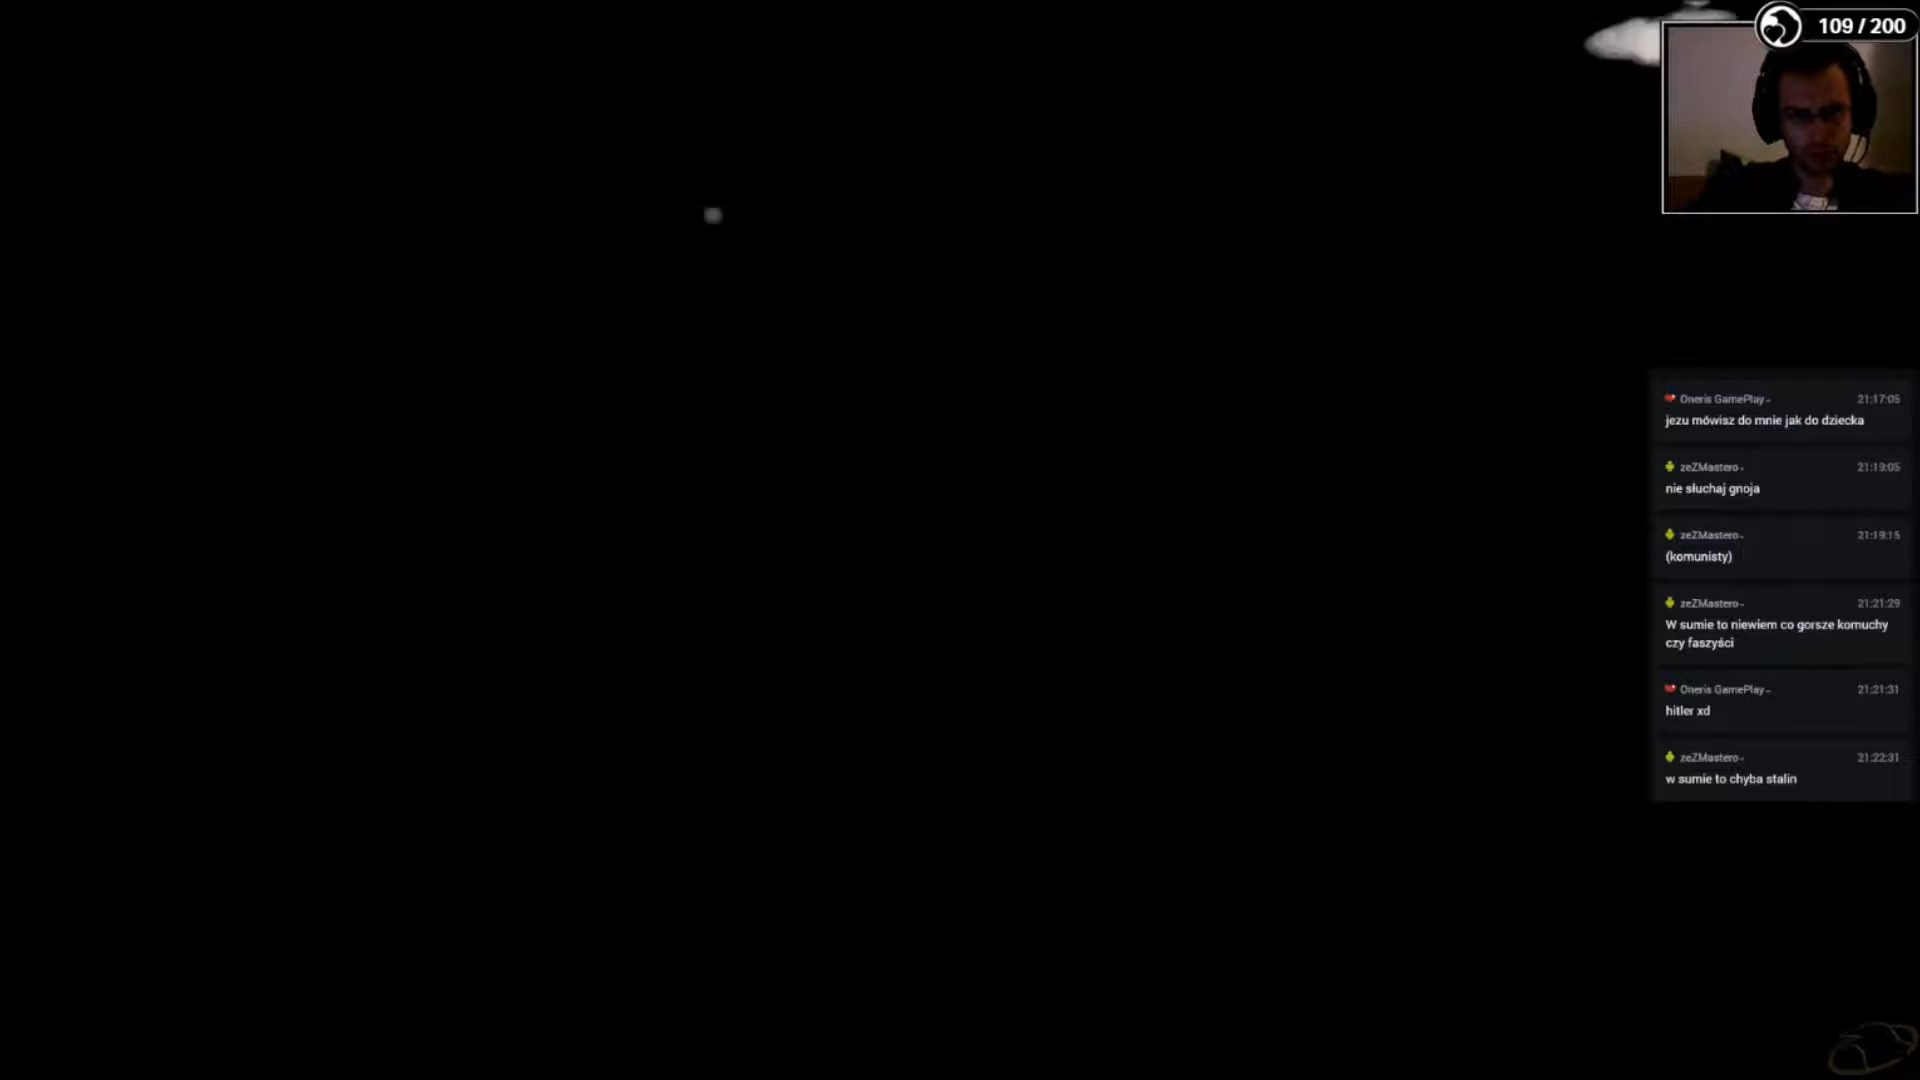 109 / 200
Oneris GamePlay 21:17:05
jezu mówisz do mnie jak do dziecka
zeZMastero 21:19:05
nie słuchaj gnoja
zeZMastero 21:19:15
(komunisty)
zeZMastero 21:21:29
W sumie to niewiem co gorsze komuchy
czy faszyści
Oneris GamePlay 21:21:31
hitler xd
zeZMastero 21:22:31
w sumie to chyba stalin